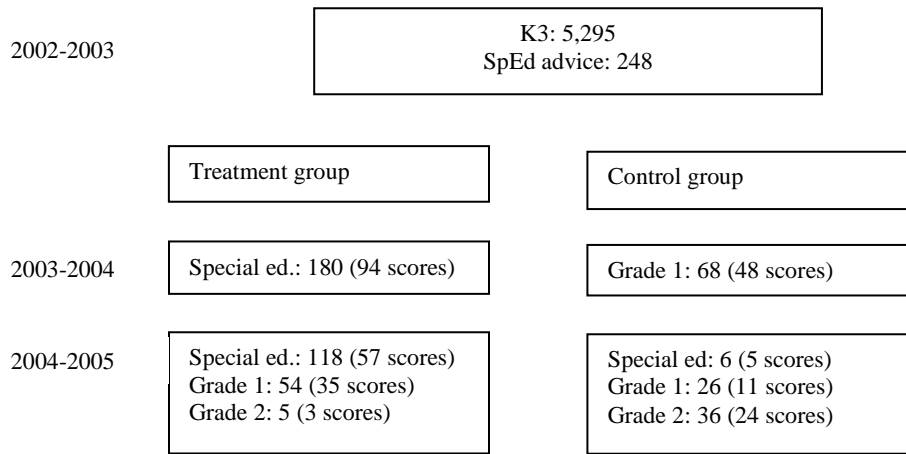 2002-2003
K3: 5,295
SpEd advice: 248
Treatment group
Control group
2003-2004
Special ed.: 180 (94 scores)
Grade 1: 68 (48 scores)
2004-2005
Special ed.: 118 (57 scores)
Grade 1: 54 (35 scores)
Grade 2: 5 (3 scores)
Special ed: 6 (5 scores)
Grade 1: 26 (11 scores)
Grade 2: 36 (24 scores)